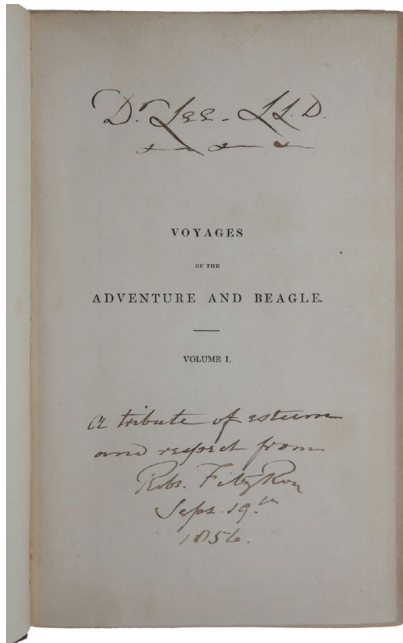 Dr. Lee - LL.D.
VOYAGES
OF THE
ADVENTURE AND BEAGLE.
VOLUME I.
A tribute of esteem
and respect from
Robt. FitzRoy
Sept. 19th
1856.